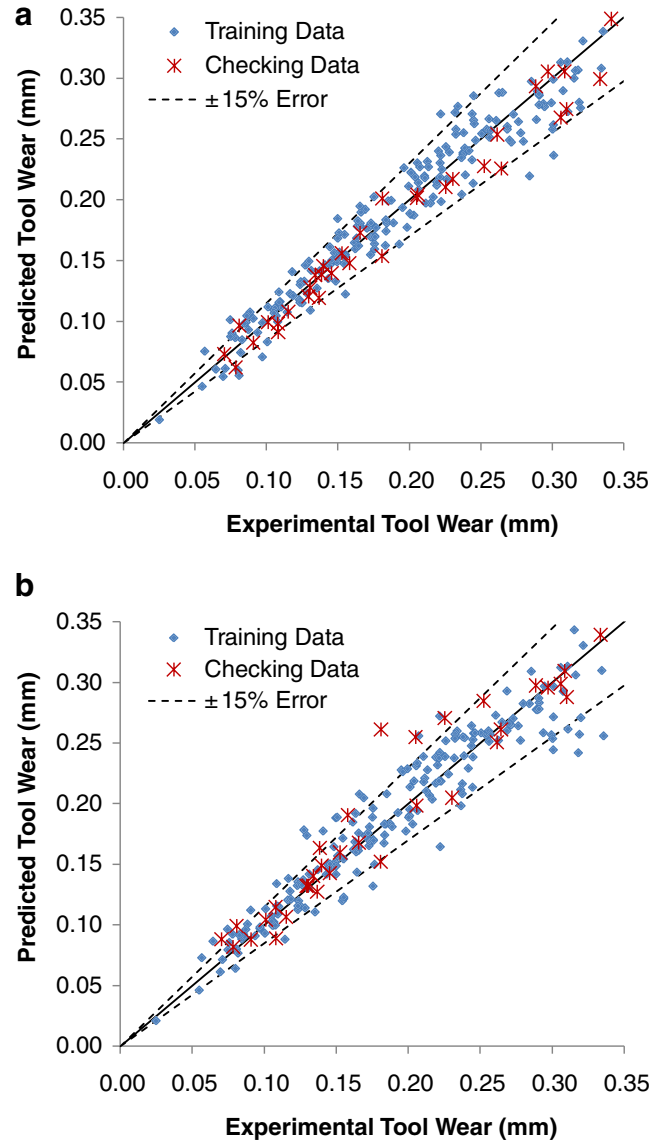 a
Training Data
Checking Data
±15% Error
0.35
0.30
0.25
0.20
0.15
0.10
0.05
0.00
Predicted Tool Wear (mm)
0.00 0.05 0.10 0.15 0.20 0.25 0.30 0.35
Experimental Tool Wear (mm)
b
Training Data
Checking Data
±15% Error
0.35
0.30
0.25
0.20
0.15
0.10
0.05
0.00
Predicted Tool Wear (mm)
0.00 0.05 0.10 0.15 0.20 0.25 0.30 0.35
Experimental Tool Wear (mm)